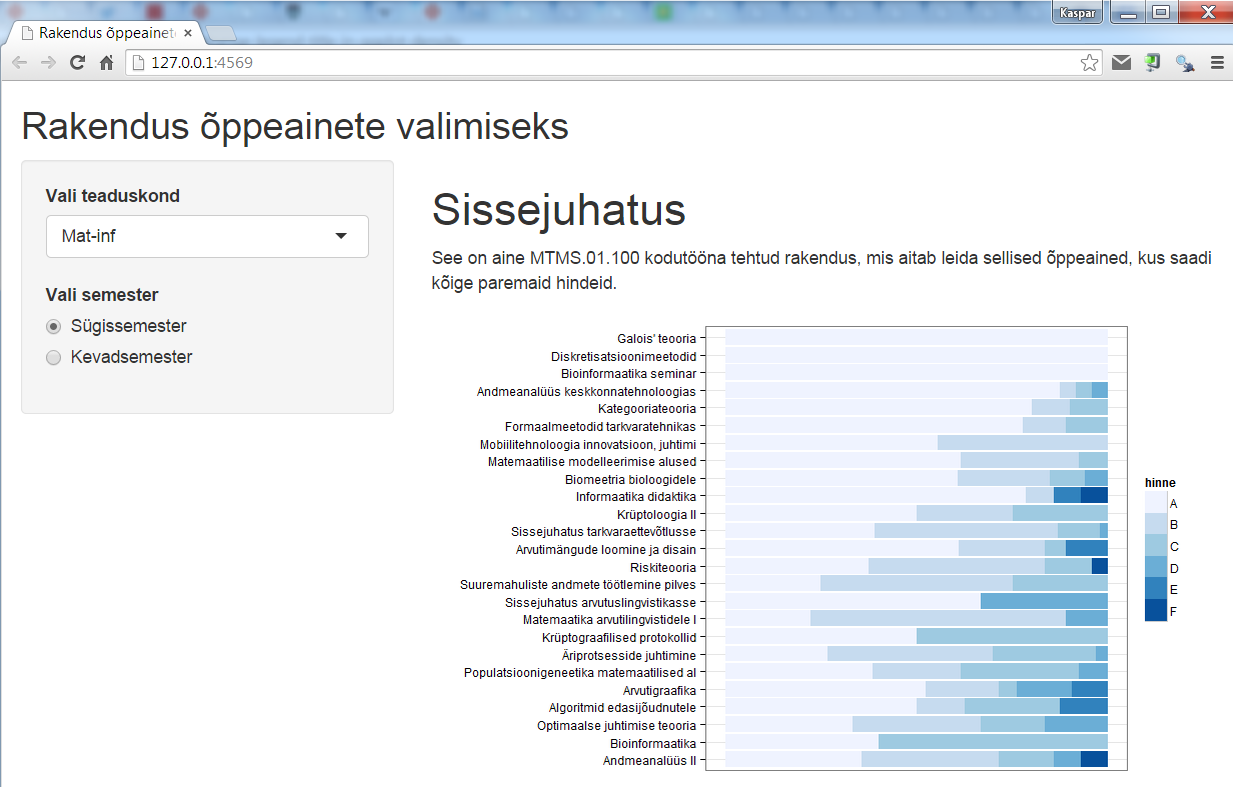 Kaspar
Rakendus õppeainet
127.0.0.1:4569
Rakendus õppeainete valimiseks
Vali teaduskond
Mat-inf
Vali semester
Sügissemester
Kevadsemester
Sissejuhatus
See on aine MTMS.01.100 kodutööna tehtud rakendus, mis aitab leida sellised õppeained, kus saadi
kõige paremaid hindeid.
Galois' teooria
Diskretisatsioonimeetodid
Bioinformaatika seminar
Andmeanalüüs keskkonnatehnoloogias
Kategooriateooria
Formaalmeetodid tarkvaratehnikas
Mobiilitehnoloogia innovatsioon, juhtimi
Matemaatilise modelleerimise alused
Biomeetria bioloogidele
Informaatika didaktika
Krüptoloogia II
Sissejuhatus tarkvaraettevõtlusse
Arvutimängude loomine ja disain
Riskiteooria
Suuremahuliste andmete töötlemine pilves
Sissejuhatus arvutuslingvistikasse
Matemaatika arvutilingvistidele I
Krüptograafilised protokollid
Äriprotsesside juhtimine
Populatsioonigeneetika matemaatilised al
Arvutigraafika
Algoritmid edasijõudnutele
Optimaalse juhtimise teooria
Bioinformaatika
Andmeanalüüs II
hinne
A
B
C
D
E
F